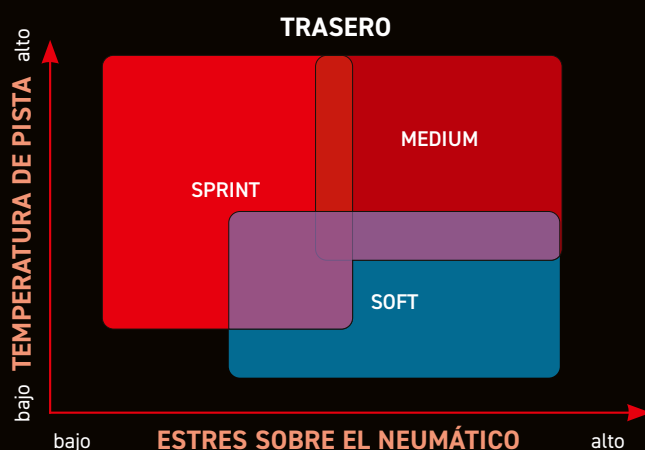 TRASERO
alto
TEMPERATURA DE PISTA
bajo
MEDIUM
SPRINT
SOFT
bajo
ESTRES SOBRE EL NEUMÁTICO
alto